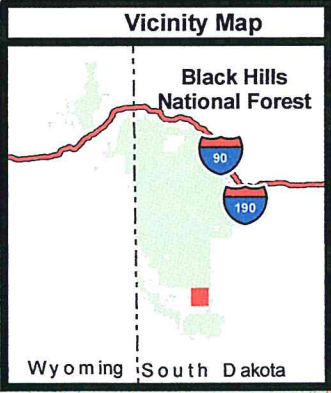 Vicinity Map
Black Hills
National Forest
90
190
Wyoming South Dakota